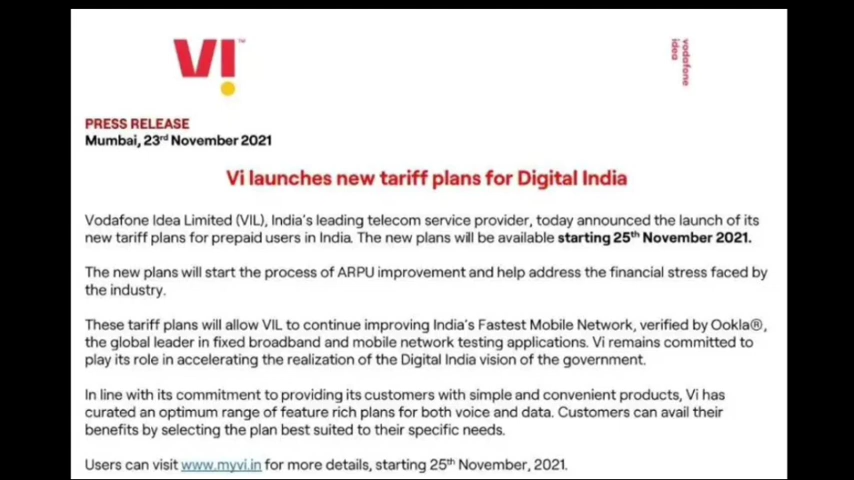 VI™
vodafone
idea
PRESS RELEASE
Mumbai, 23rd November 2021
Vi launches new tariff plans for Digital India
Vodafone Idea Limited (VIL), India's leading telecom service provider, today announced the launch of its
new tariff plans for prepaid users in India. The new plans will be available starting 25th November 2021.
The new plans will start the process of ARPU improvement and help address the financial stress faced by
the industry.
These tariff plans will allow VIL to continue improving India's Fastest Mobile Network, verified by Ookla®,
the global leader in fixed broadband and mobile network testing applications. Vi remains committed to
play its role in accelerating the realization of the Digital India vision of the government.
In line with its commitment to providing its customers with simple and convenient products, Vi has
curated an optimum range of feature rich plans for both voice and data. Customers can avail their
benefits by selecting the plan best suited to their specific needs.
Users can visit www.myvi.in for more details, starting 25th November, 2021.